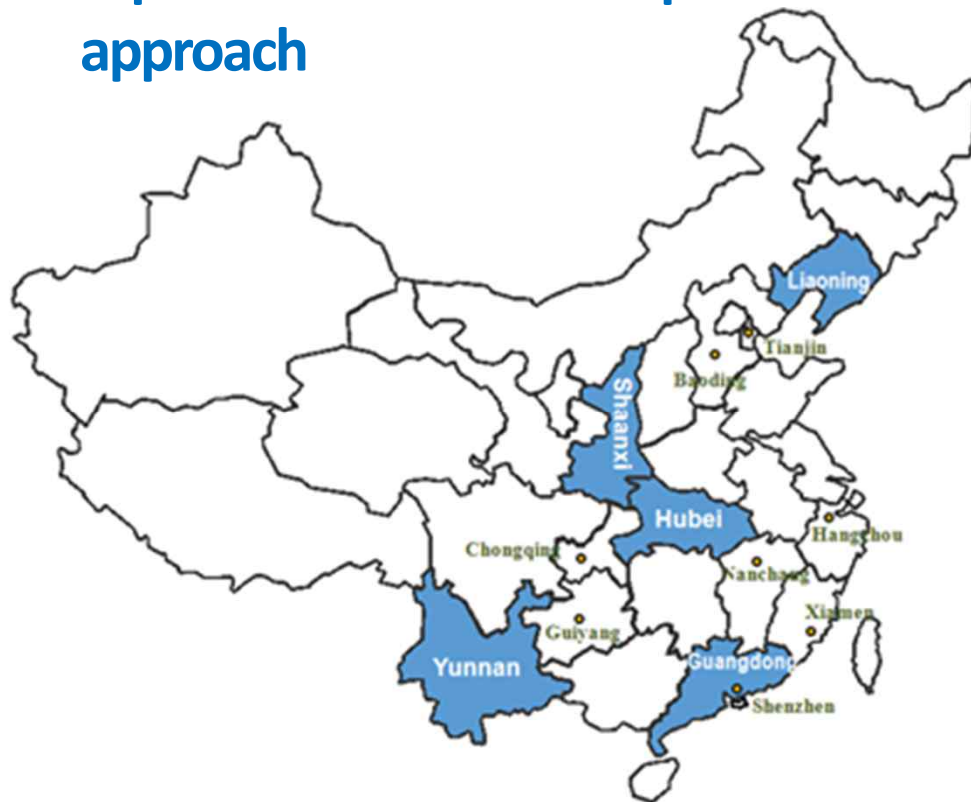 approach
Liaoning
Tianjin
Baoding
Shaanxi
Hubei
Hangzhou
Chongqing
Nanchang
Xiamen
Guiyang
Guangdong
Yunnan
Shenzhen